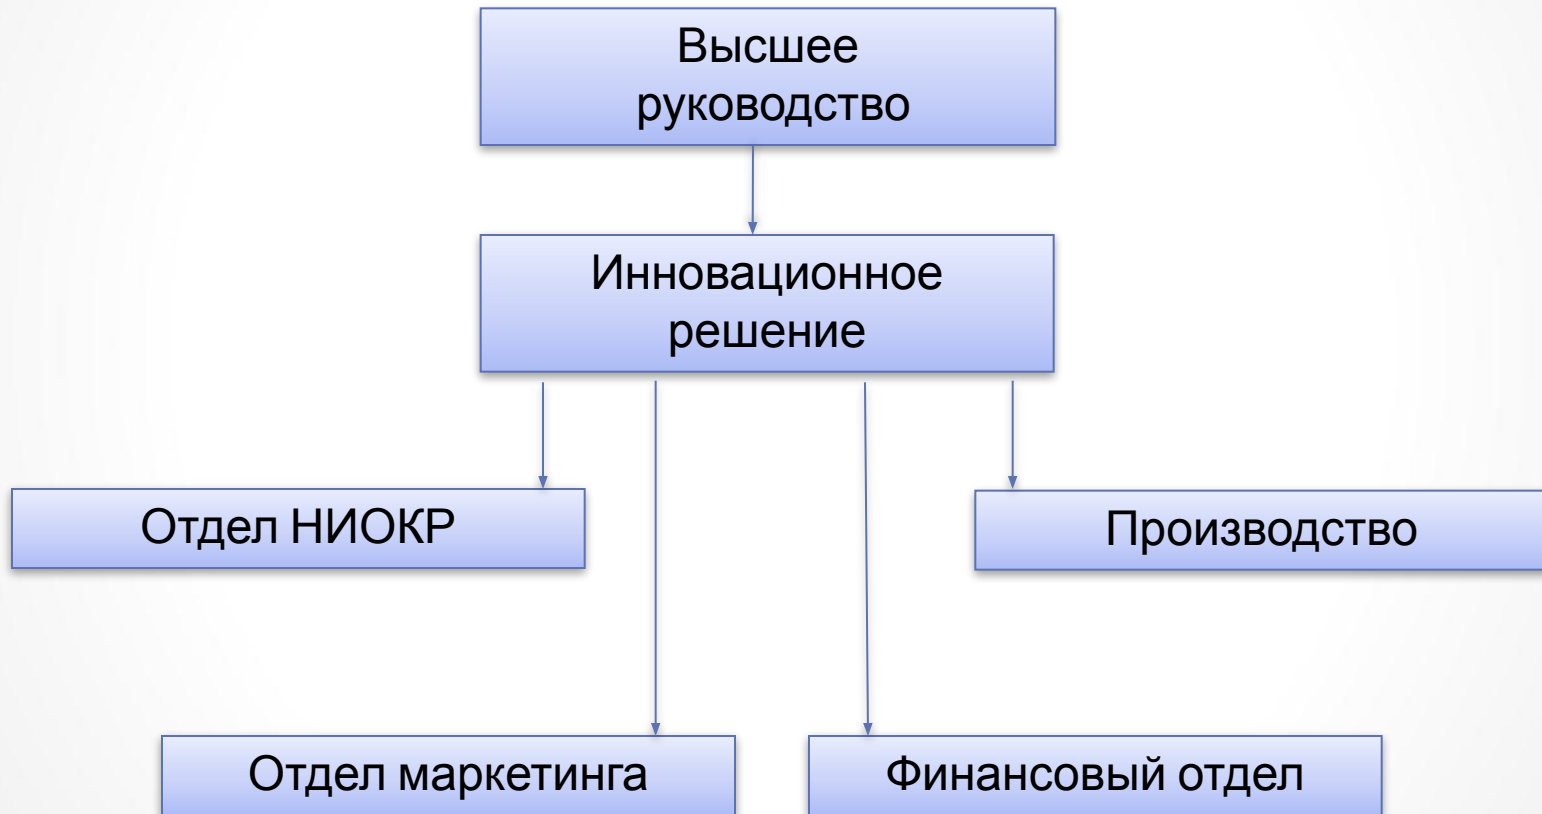 Высшее
руководство
Инновационное
решение
Отдел НИОКР
Производство
Отдел маркетинга
Финансовый отдел